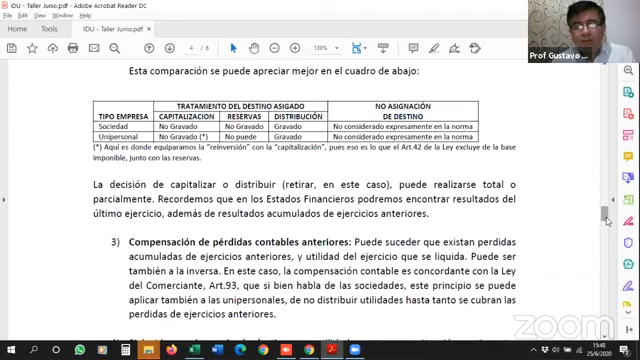 IDU - Taller Junio.pdf - Adobe Acrobat Reader DC
File Edit View Window Help
Home Tools IDU - Taller Junio.pdf ×
4 / 6 139%
Prof Gustavo ...
Esta comparación se puede apreciar mejor en el cuadro de abajo:
TIPO EMPRESA TRATAMIENTO DEL DESTINO ASIGADO NO ASIGNACIÓN DE DESTINO
CAPITALIZACION RESERVAS DISTRIBUCIÓN
Sociedad No Gravado No Gravado Gravado No considerado expresamente en la norma
Unipersonal No Gravado (*) No puede Gravado No considerado expresamente en la norma
(*) Aquí es donde equiparamos la "reinversión" con la "capitalización", pues eso es lo que el Art.42 de la Ley excluye de la base
imponible, junto con las reservas.
La decisión de capitalizar o distribuir (retirar, en este caso), puede realizarse total o
parcialmente. Recordemos que en los Estados Financieros podremos encontrar resultados del
último ejercicio, además de resultados acumulados de ejercicios anteriores.
3) Compensación de pérdidas contables anteriores: Puede suceder que existan perdidas
acumuladas de ejercicios anteriores, y utilidad del ejercicio que se liquida. Puede ser
también a la inversa. En este caso, la compensación contable es concordante con la Ley
del Comerciante, Art.93, que si bien habla de las sociedades, este principio se puede
aplicar también a las unipersonales, de no distribuir utilidades hasta tanto se cubran las
perdidas de ejercicios anteriores.
zoom
15:48
25/6/2020